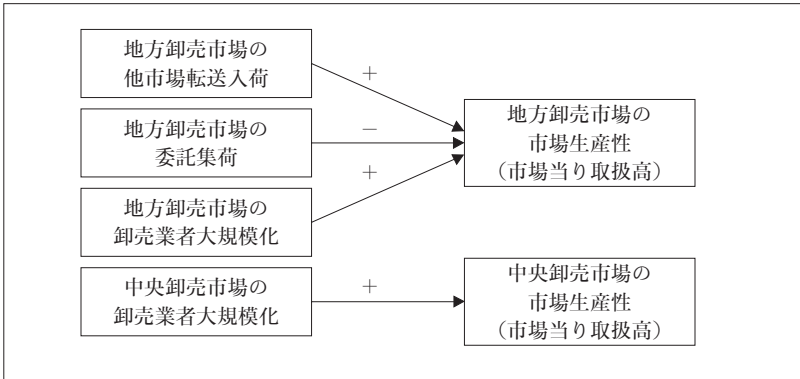 地方卸売市場の
他市場転送入荷
＋
地方卸売市場の
委託集荷
−
地方卸売市場の
卸売業者大規模化
＋
地方卸売市場の
市場生産性
（市場当り取扱高）
中央卸売市場の
卸売業者大規模化
＋
中央卸売市場の
市場生産性
（市場当り取扱高）